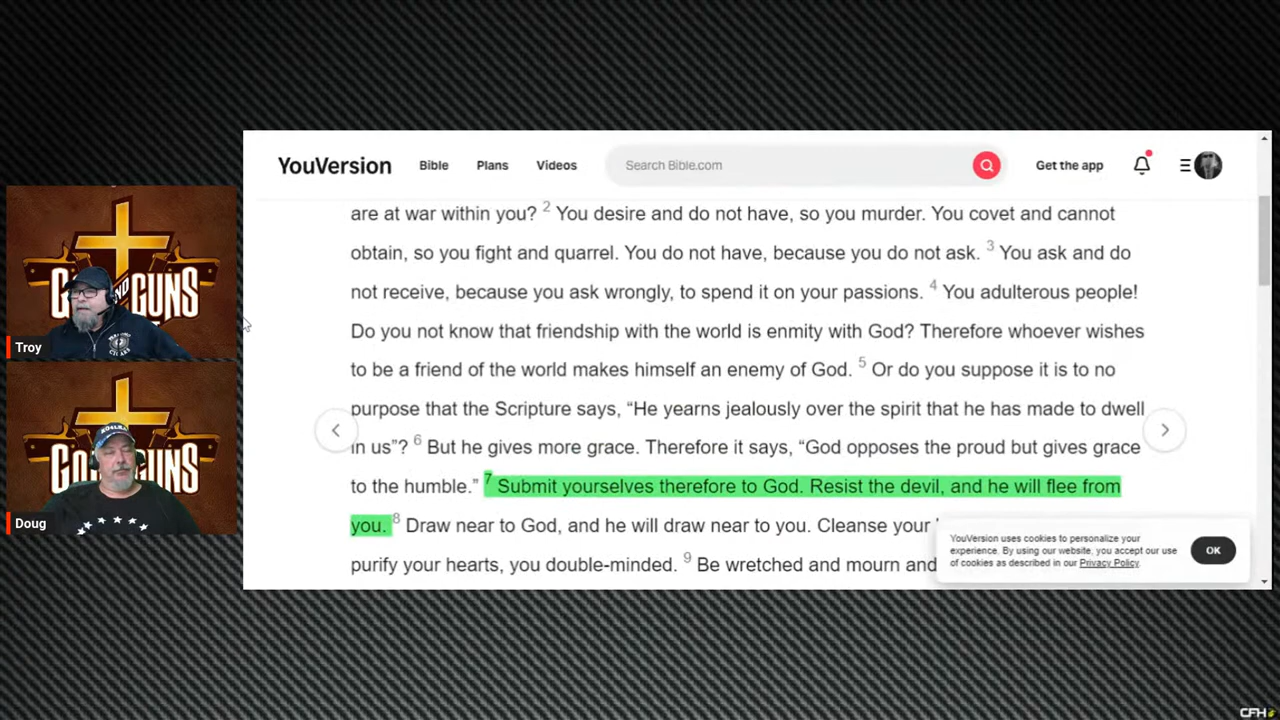 YouVersion Bible Plans Videos Search Bible.com Get the app
are at war within you? 2 You desire and do not have, so you murder. You covet and cannot
obtain, so you fight and quarrel. You do not have, because you do not ask. 3 You ask and do
not receive, because you ask wrongly, to spend it on your passions. 4 You adulterous people!
Do you not know that friendship with the world is enmity with God? Therefore whoever wishes
to be a friend of the world makes himself an enemy of God. 5 Or do you suppose it is to no
purpose that the Scripture says, “He yearns jealously over the spirit that he has made to dwell
in us”? 6 But he gives more grace. Therefore it says, “God opposes the proud but gives grace
to the humble.” 7 Submit yourselves therefore to God. Resist the devil, and he will flee from
you. 8 Draw near to God, and he will draw near to you. Cleanse your
purify your hearts, you double-minded. 9 Be wretched and mourn and
YouVersion uses cookies to personalize your
experience. By using our website, you accept our use
of cookies as described in our Privacy Policy.
OK
GUNS
Troy
GUNS
Doug
CFH